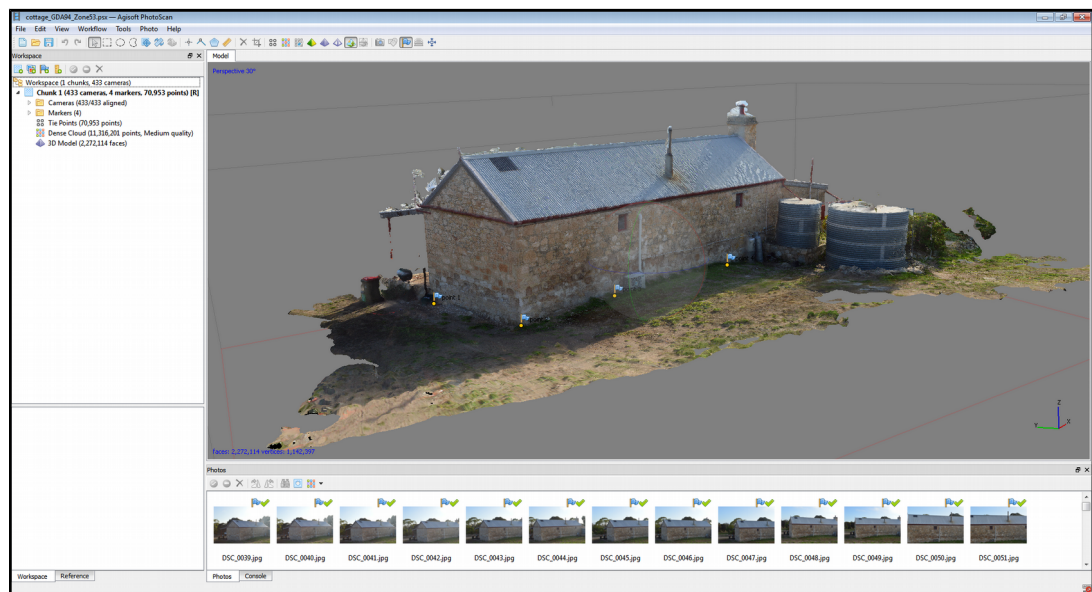 cottage_GDA94_Zone53.psx — Agisoft PhotoScan
File Edit View Workflow Tools Photo Help
Workspace
Model
Workspace (1 chunks, 433 cameras)
Chunk 1 (433 cameras, 4 markers, 70,953 points) [R]
Cameras (433/433 aligned)
Markers (4)
Tie Points (70,953 points)
Dense Cloud (11,316,201 points, Medium quality)
3D Model (2,272,114 faces)
Perspective 30°
point 1
Z
X
Y
faces: 2,272,114 vertices: 1,142,397
Photos
DSC_0039.jpg DSC_0040.jpg DSC_0041.jpg DSC_0042.jpg DSC_0043.jpg DSC_0044.jpg DSC_0045.jpg DSC_0046.jpg DSC_0047.jpg DSC_0048.jpg DSC_0049.jpg DSC_0050.jpg DSC_0051.jpg
Workspace Reference
Photos Console